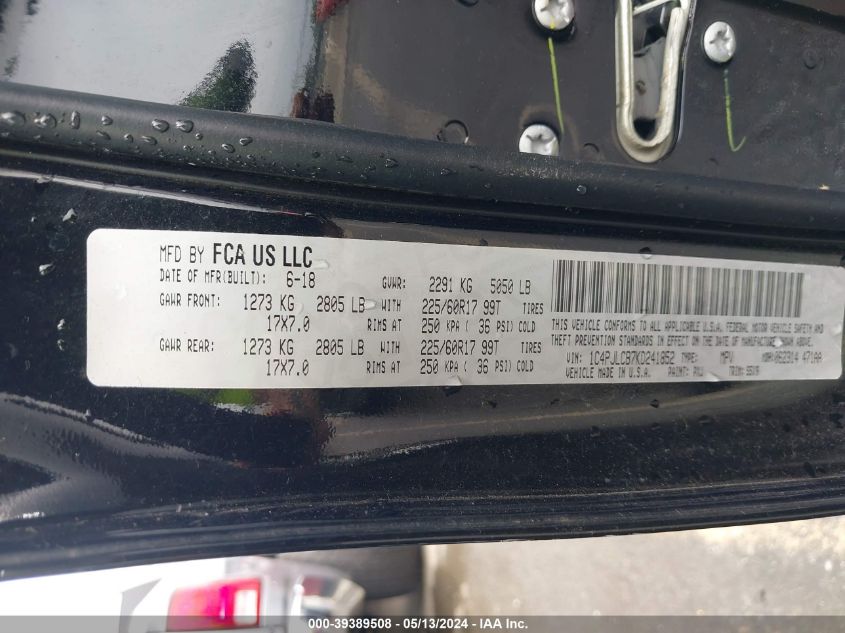 MFD BY FCA US LLC
DATE OF MFR(BUILT): 6-18 GVWR: 2291 KG 5050 LB
GAWR FRONT: 1273 KG 2805 LB WITH 225/60R17 99T TIRES
17X7.0 RIMS AT 250 KPA ( 36 PSI) COLD
GAWR REAR: 1273 KG 2805 LB WITH 225/60R17 99T TIRES
17X7.0 RIMS AT 250 KPA ( 36 PSI) COLD
THIS VEHICLE CONFORMS TO ALL APPLICABLE U.S.A. FEDERAL MOTOR VEHICLE SAFETY AND
THEFT PREVENTION STANDARDS IN EFFECT ON THE DATE OF MANUFACTURE SHOWN ABOVE.
VIN: 1C4PJLCB7KD241852 TYPE: MPV
VEHICLE MADE IN U.S.A. PAINT: TRIM:
000-39389508 - 05/13/2024 - IAA Inc.